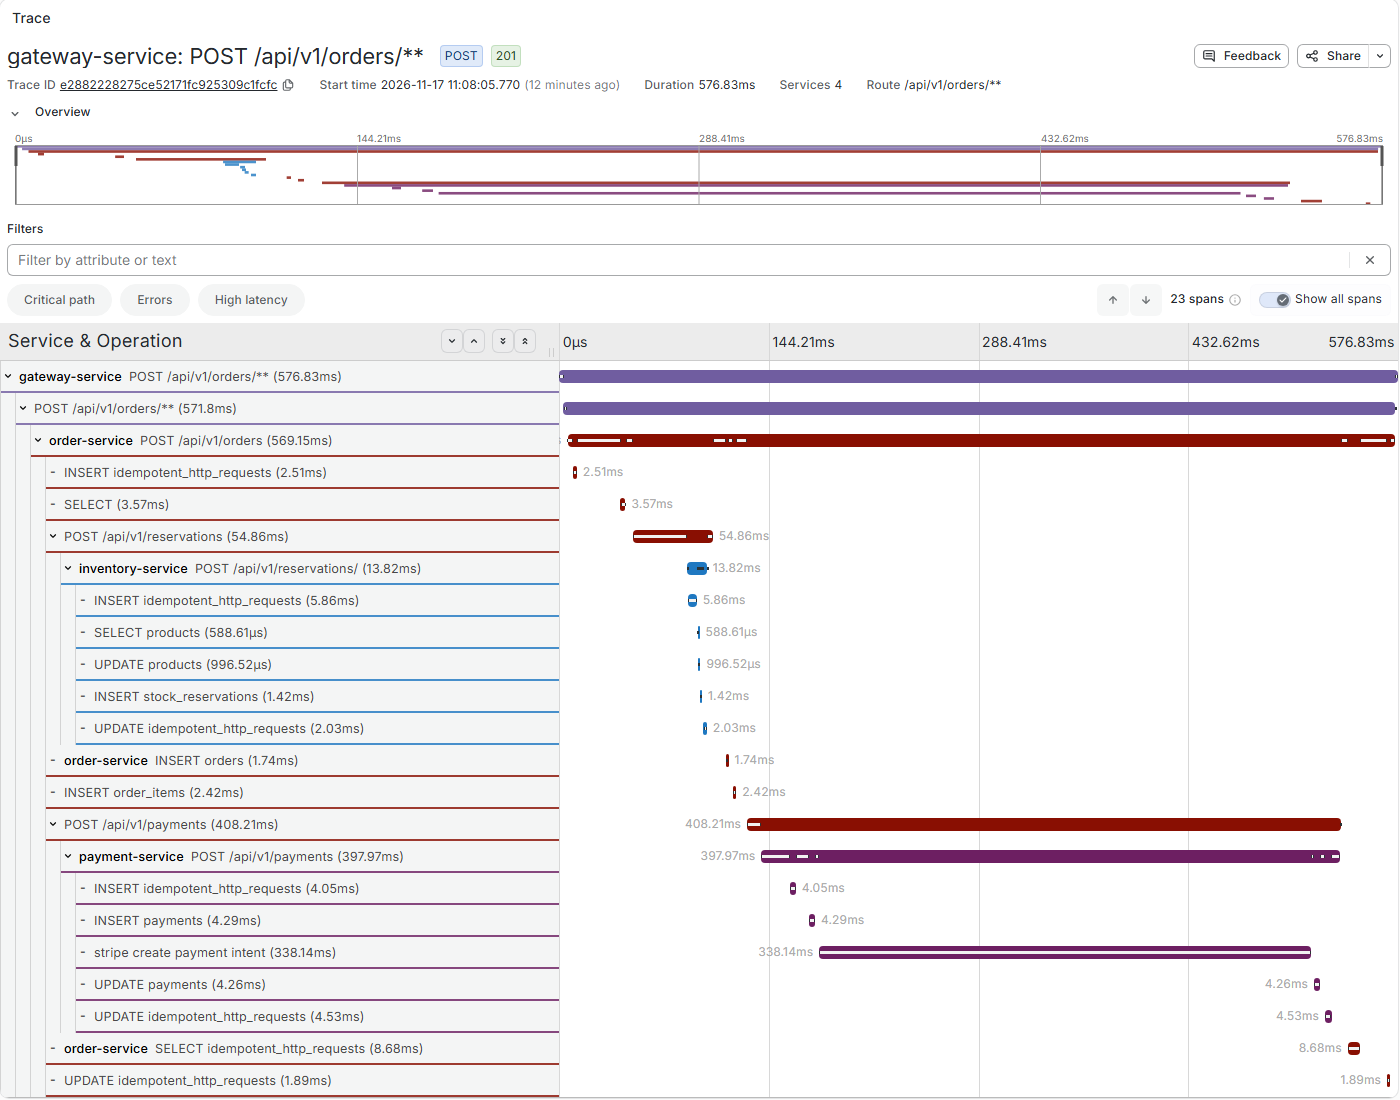 Trace
gateway-service: POST /api/v1/orders/** POST 201
Feedback Share
Trace ID e2882228275ce52171fc925309c1fcfc Start time 2026-11-17 11:08:05.770 (12 minutes ago) Duration 576.83ms Services 4 Route /api/v1/orders/**
Overview
0μs 144.21ms 288.41ms 432.62ms 576.83ms
Filters
Filter by attribute or text
Critical path Errors High latency 23 spans Show all spans
Service & Operation 0μs 144.21ms 288.41ms 432.62ms 576.83ms
gateway-service POST /api/v1/orders/** (576.83ms)
POST /api/v1/orders/** (571.8ms)
order-service POST /api/v1/orders (569.15ms)
INSERT idempotent_http_requests (2.51ms) 2.51ms
SELECT (3.57ms) 3.57ms
POST /api/v1/reservations (54.86ms) 54.86ms
inventory-service POST /api/v1/reservations/ (13.82ms) 13.82ms
INSERT idempotent_http_requests (5.86ms) 5.86ms
SELECT products (588.61μs) 588.61μs
UPDATE products (996.52μs) 996.52μs
INSERT stock_reservations (1.42ms) 1.42ms
UPDATE idempotent_http_requests (2.03ms) 2.03ms
order-service INSERT orders (1.74ms) 1.74ms
INSERT order_items (2.42ms) 2.42ms
POST /api/v1/payments (408.21ms) 408.21ms
payment-service POST /api/v1/payments (397.97ms) 397.97ms
INSERT idempotent_http_requests (4.05ms) 4.05ms
INSERT payments (4.29ms) 4.29ms
stripe create payment intent (338.14ms) 338.14ms
UPDATE payments (4.26ms) 4.26ms
UPDATE idempotent_http_requests (4.53ms) 4.53ms
order-service SELECT idempotent_http_requests (8.68ms) 8.68ms
UPDATE idempotent_http_requests (1.89ms) 1.89ms